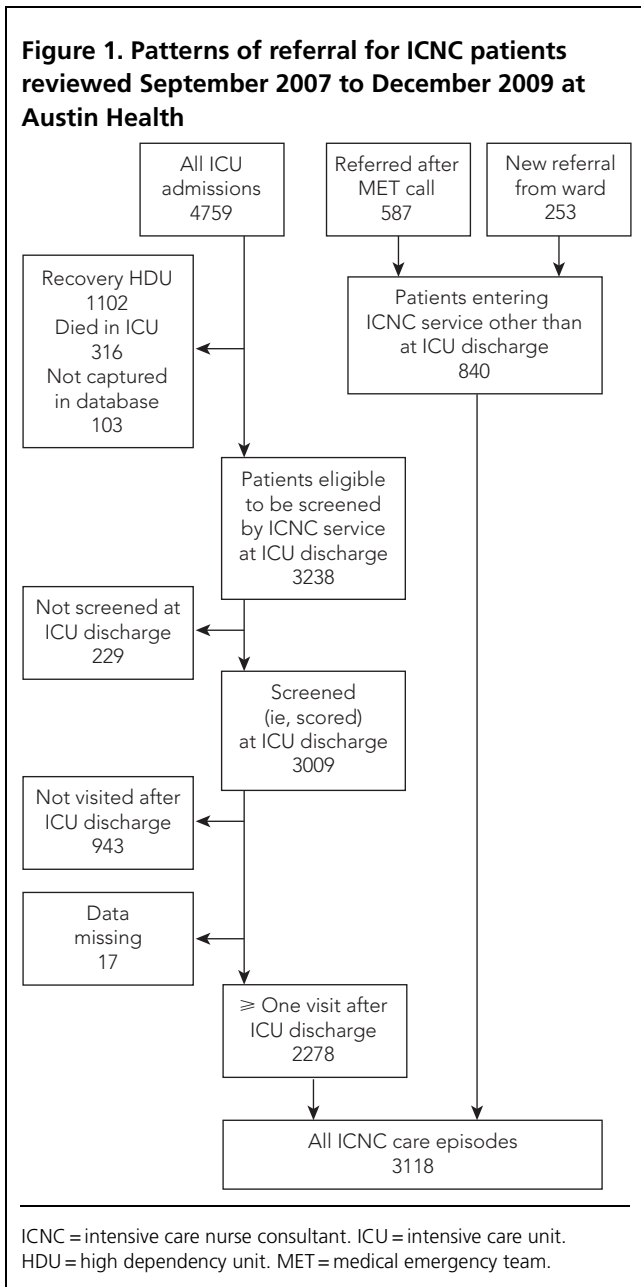 Figure 1. Patterns of referral for ICNC patients
reviewed September 2007 to December 2009 at
Austin Health
All ICU
admissions
4759
Referred after
MET call
587
New referral
from ward
253
Recovery HDU
1102
Died in ICU
316
Not captured
in database
103
Patients entering
ICNC service other than
at ICU discharge
840
Patients eligible
to be screened
by ICNC service
at ICU discharge
3238
Not screened at
ICU discharge
229
Screened
(ie, scored)
at ICU discharge
3009
Not visited after
ICU discharge
943
Data
missing
17
⩾ One visit after
ICU discharge
2278
All ICNC care episodes
3118
ICNC = intensive care nurse consultant. ICU = intensive care unit.
HDU = high dependency unit. MET = medical emergency team.